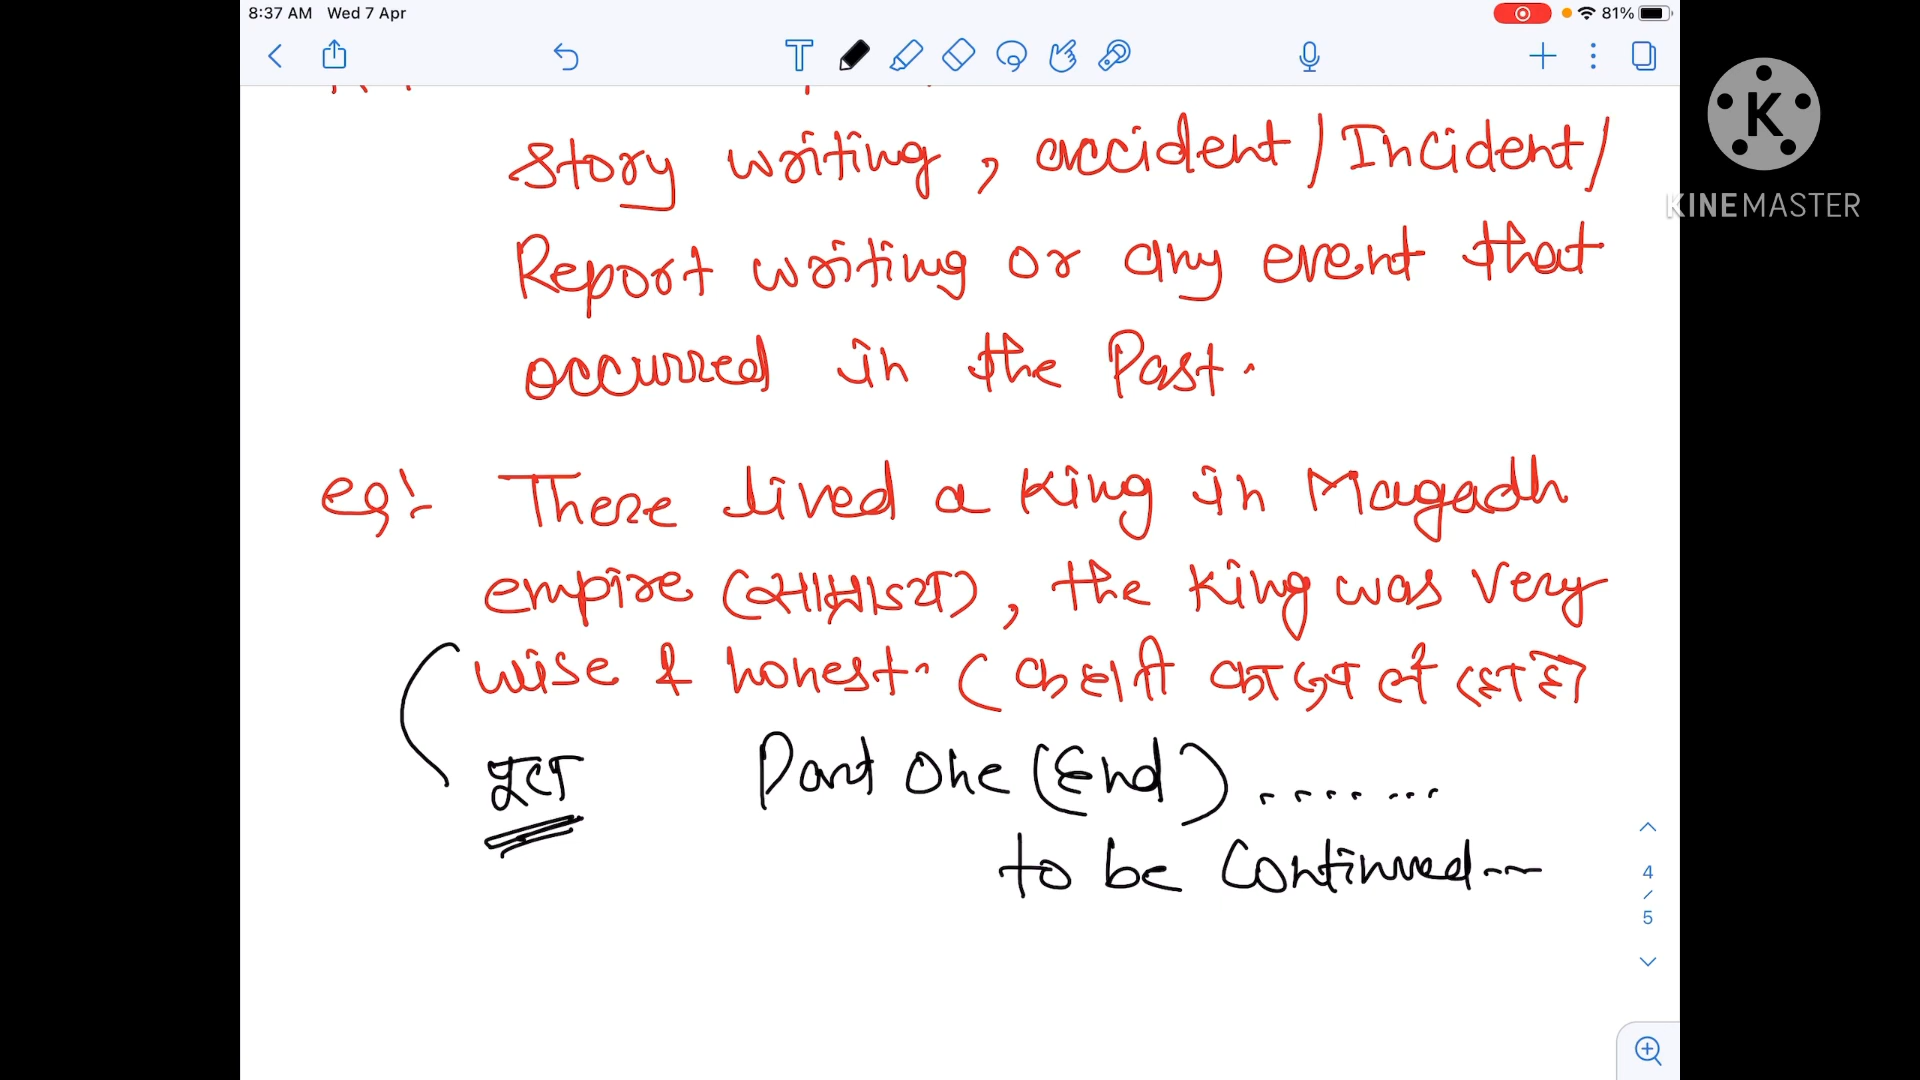 8:37 AM Wed 7 Apr 81%
K
KINEMASTER
Story writing, accident/Incident/
Report writing or any event that
occurred in the Past.
eg:- There lived a King in Magadh
empire (साम्राज्य), the King was very
wise & honest. (कहानी का
Part One (End) .......
to be Continued---
4
/
5